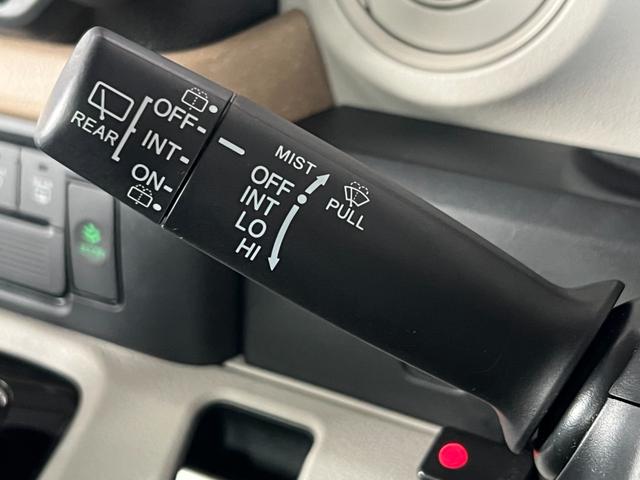 REAR
OFF
INT
ON
MIST
OFF
INT
LO
HI
PULL